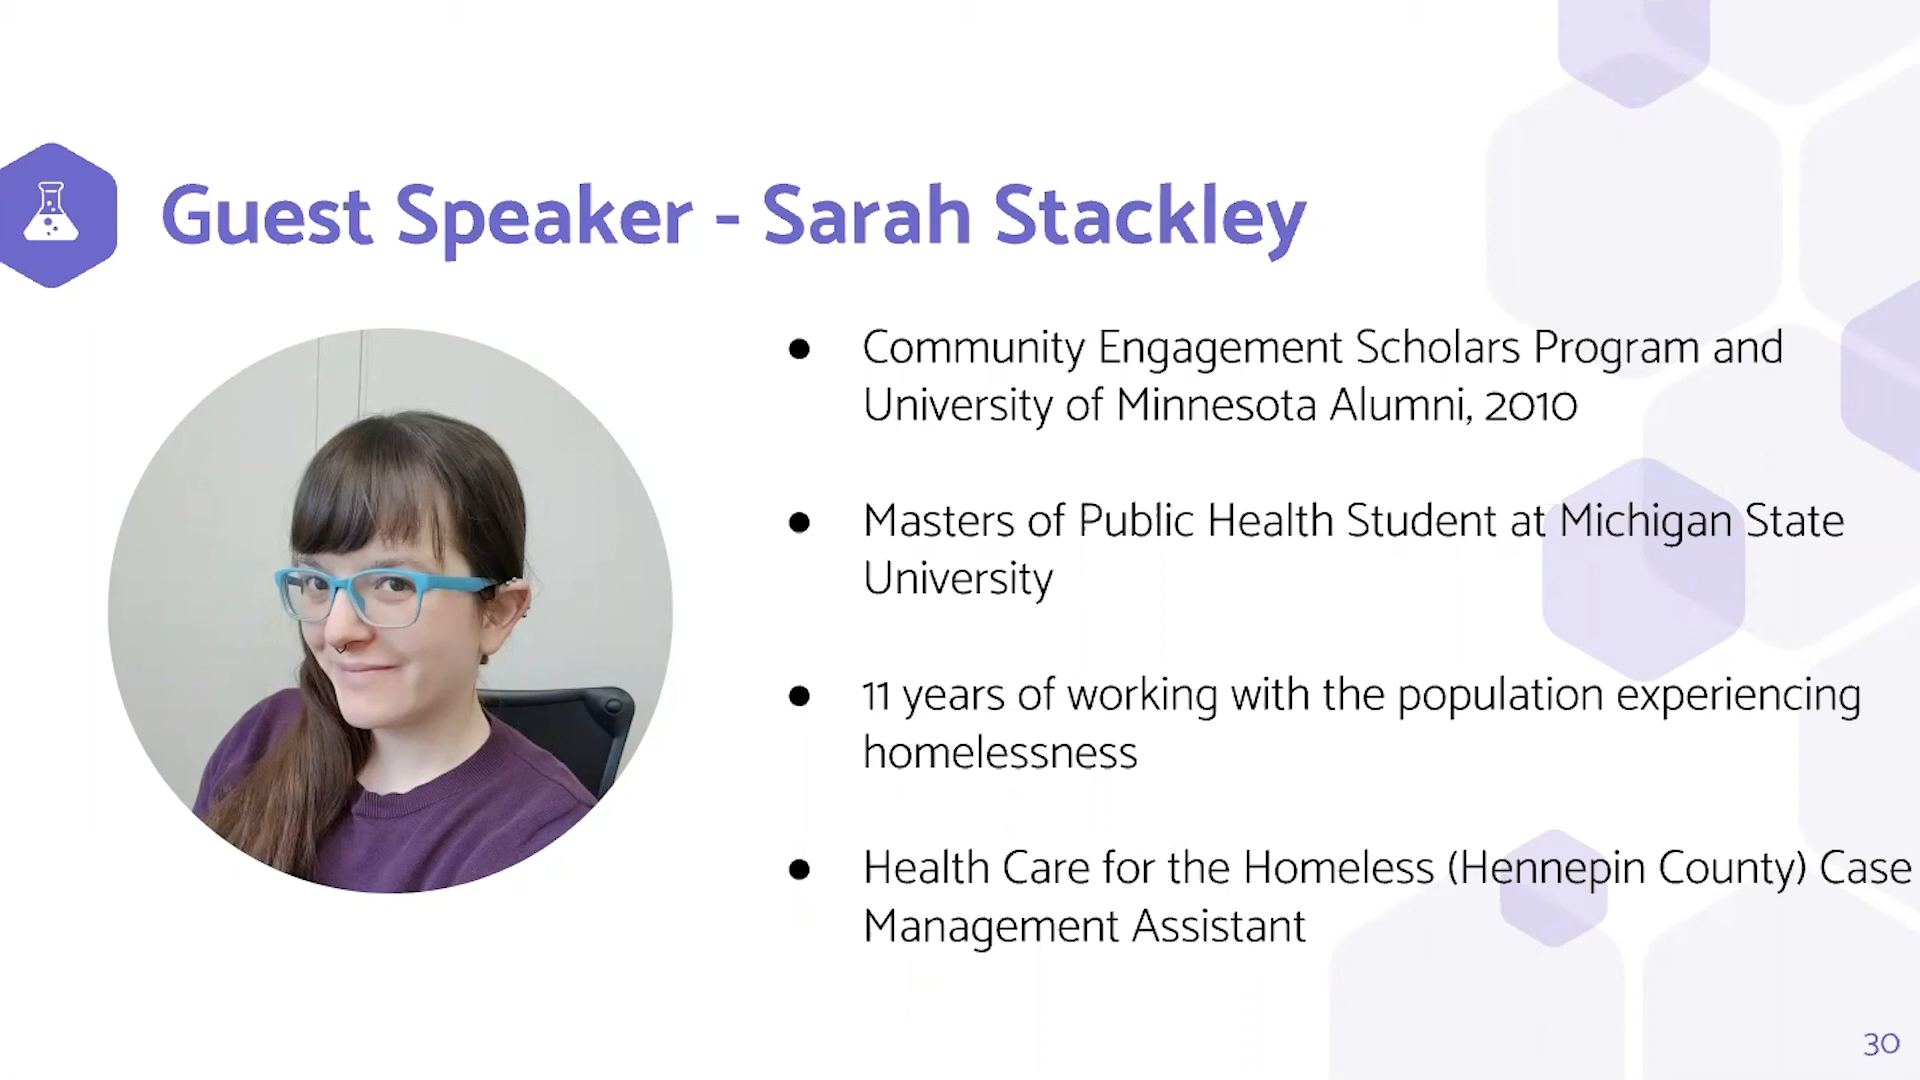 Guest Speaker - Sarah Stackley
● Community Engagement Scholars Program and
University of Minnesota Alumni, 2010
● Masters of Public Health Student at Michigan State
University
● 11 years of working with the population experiencing
homelessness
● Health Care for the Homeless (Hennepin County) Case
Management Assistant
30